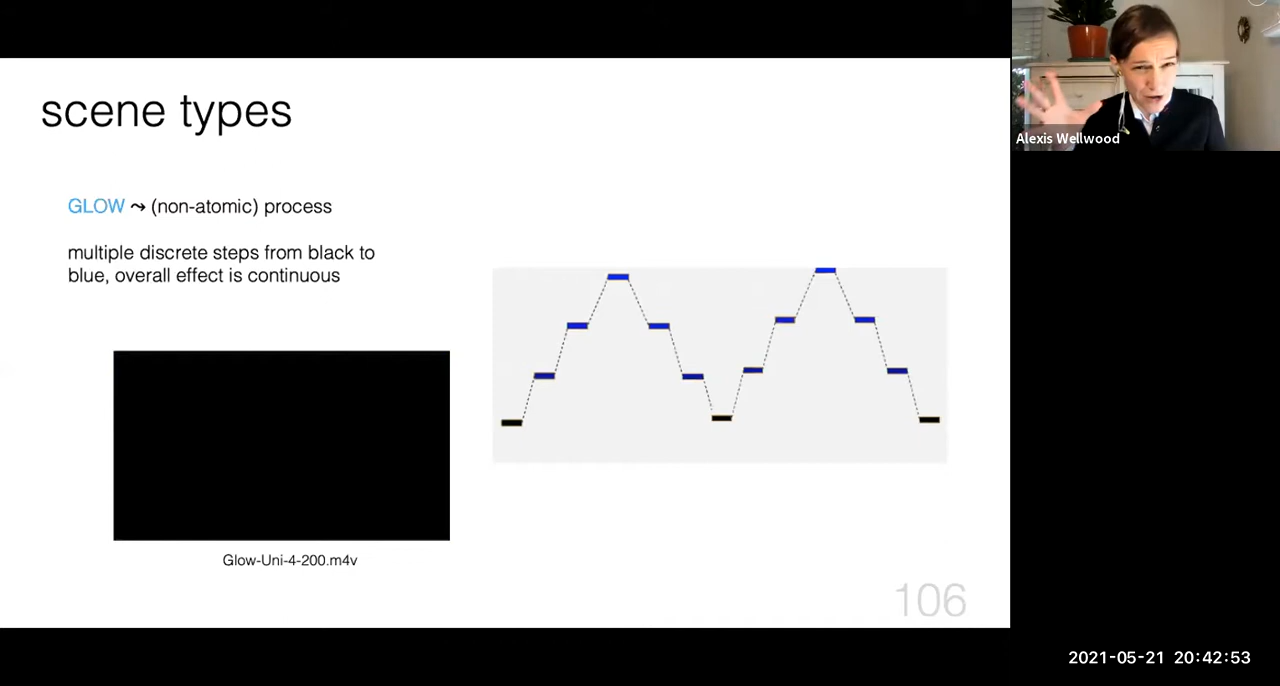 scene types
GLOW ⤳ (non-atomic) process
multiple discrete steps from black to
blue, overall effect is continuous
Glow-Uni-4-200.m4v
106
Alexis Wellwood
2021-05-21 20:42:53